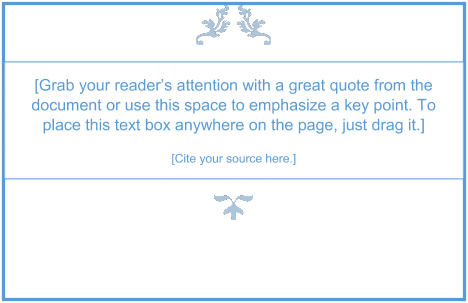 [Grab your reader’s attention with a great quote from the
document or use this space to emphasize a key point. To
place this text box anywhere on the page, just drag it.]
[Cite your source here.]